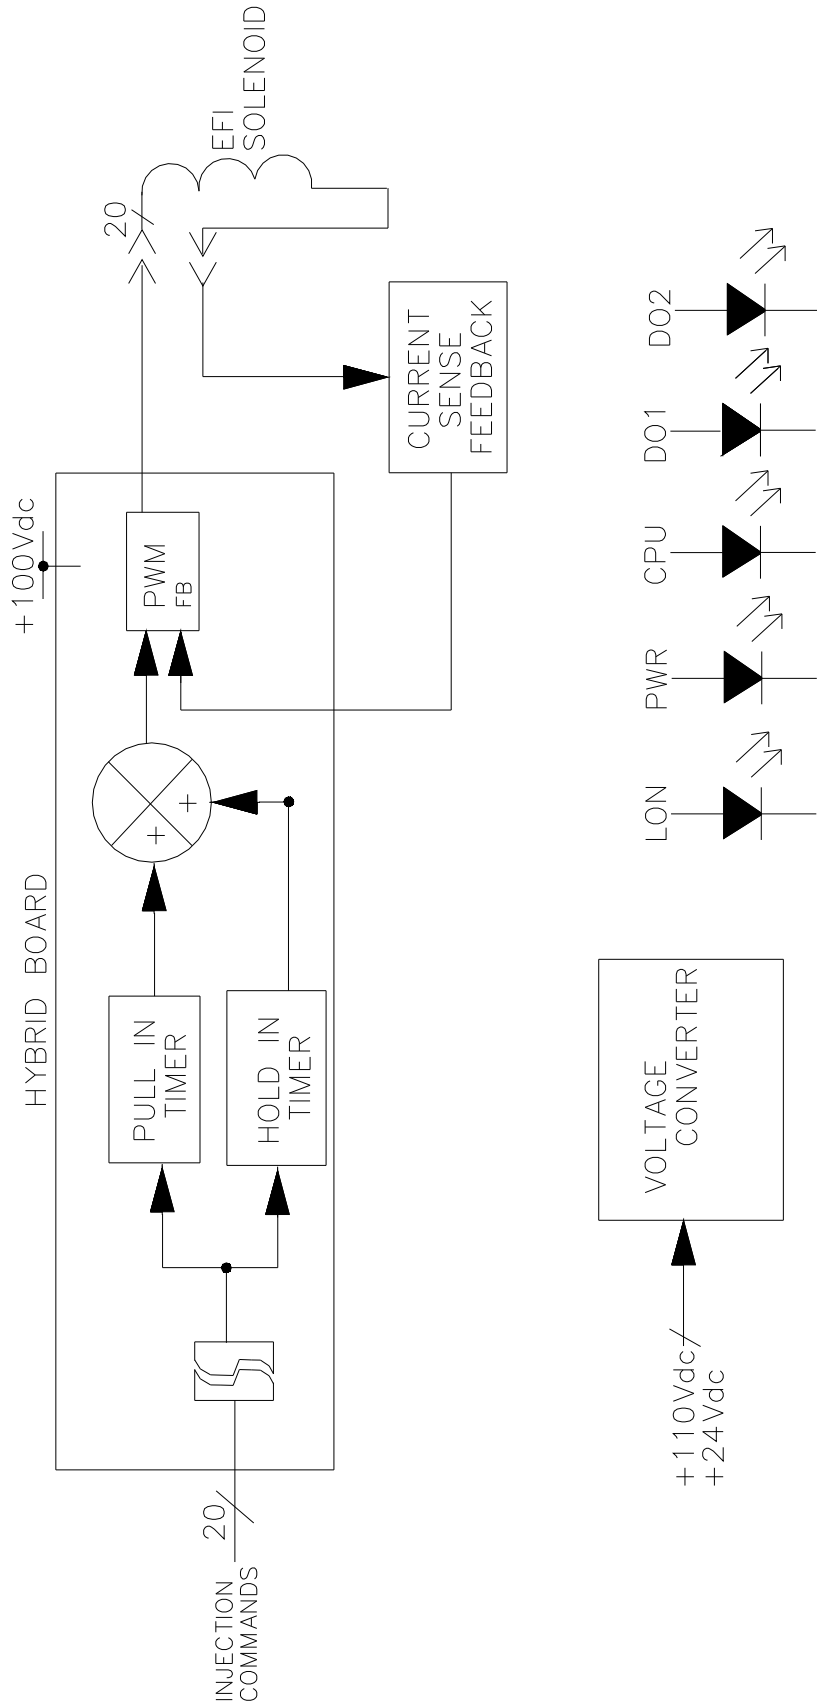 HYBRID BOARD
+100Vdc
20
EFI
SOLENOID
PULL IN
TIMER
+
+
PWM
FB
INJECTION
COMMANDS
20
HOLD IN
TIMER
CURRENT
SENSE
FEEDBACK
+110Vdc/
+24Vdc
VOLTAGE
CONVERTER
LON
PWR
CPU
DO1
DO2